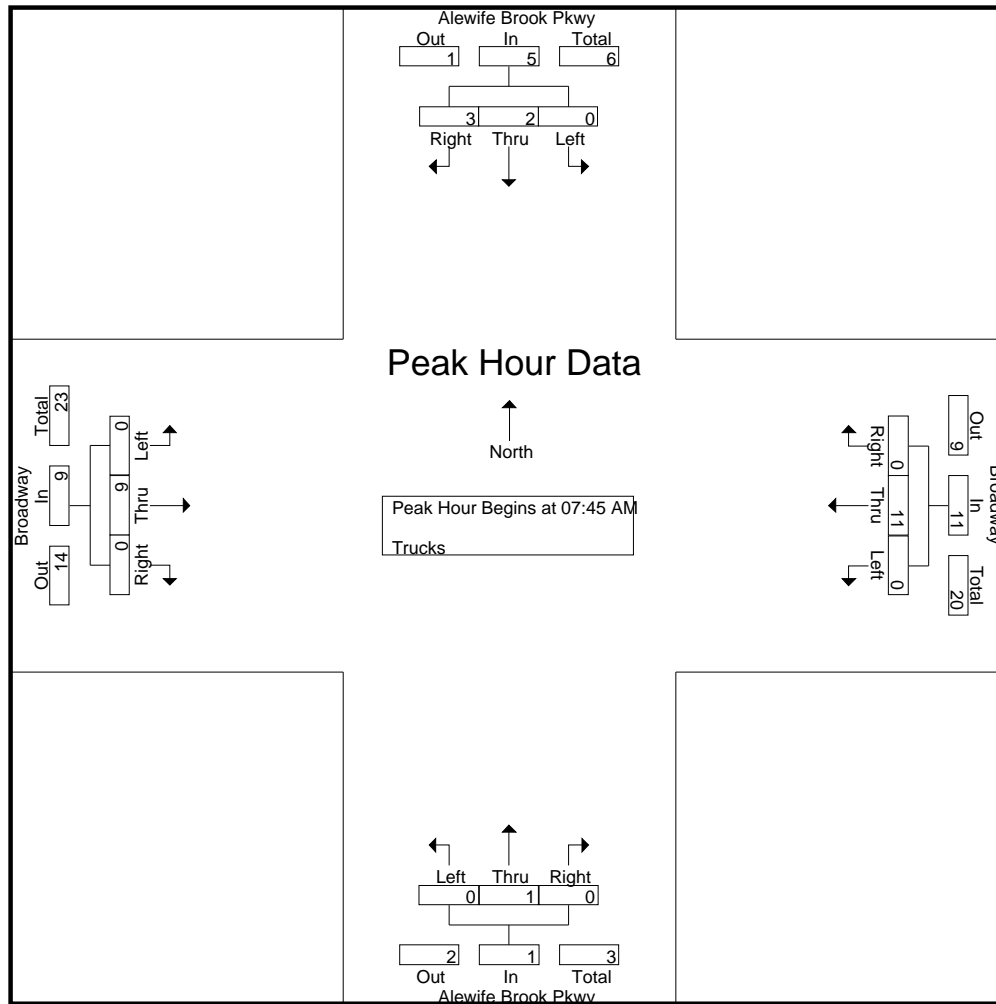 Alewife Brook Pkwy
Out In Total
1 5 6
3 2 0
Right Thru Left
Peak Hour Data
North
Peak Hour Begins at 07:45 AM
Trucks
Broadway
Total In Out
23 9 14
0 9 0
Left Thru Right
Right Thru Left
0 11 0
9 11 20
Out In Total
Broadway
Left Thru Right
0 1 0
2 1 3
Out In Total
Alewife Brook Pkwy